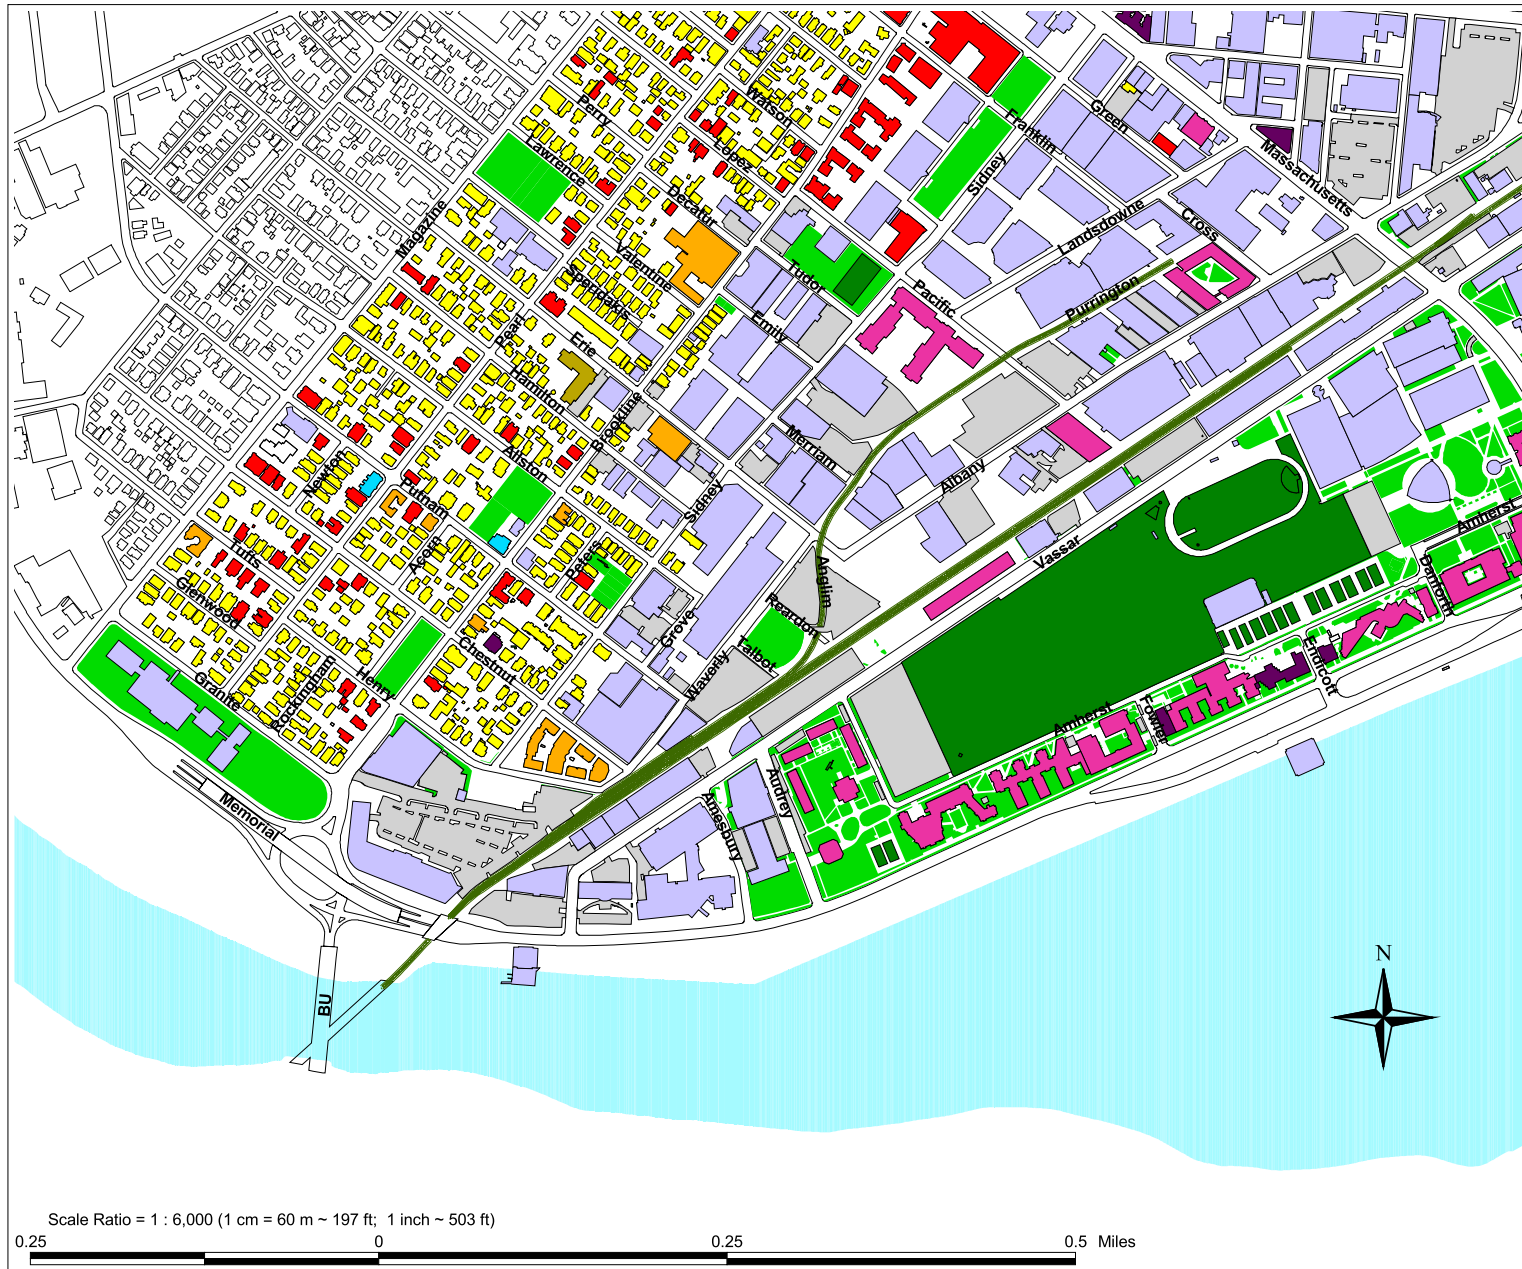 Perry
Watson
Lopez
Lawrence
Decatur
Magazine
Valentine
Speridakis
Tudor
Emily
Pacific
Franklin
Green
Sidney
Massachusetts
Landsdowne
Cross
Purrington
Pearl
Erie
Hamilton
Brookline
Allston
Merriam
Albany
Sidney
Newton
Putnam
Acorn
Peters
Tufts
Glenwood
Granite
Rockingham
Henry
Chestnut
Grove
Waverly
Talbot
Reardon
Anglim
Vassar
Amherst
Danforth
Endicott
Fowler
Amherst
Audrey
Amesbury
Memorial
BU
N
Scale Ratio = 1 : 6,000 (1 cm = 60 m ~ 197 ft;  1 inch ~ 503 ft)
0.25 0 0.25 0.5 Miles